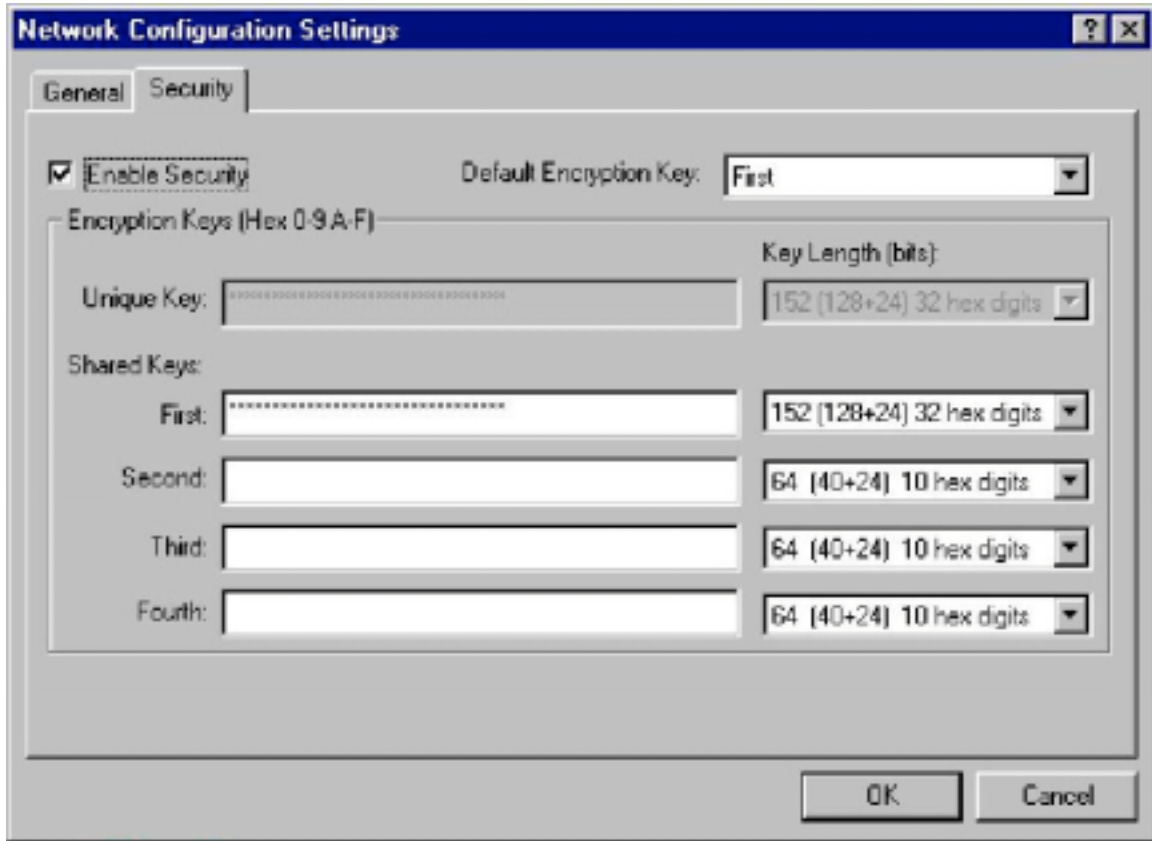 Network Configuration Settings
General Security
Enable Security Default Encryption Key: First
Encryption Keys (Hex 0-9 A-F)
Key Length (bits):
Unique Key: ******************************** 152 (128+24) 32 hex digits
Shared Keys:
First: ******************************** 152 (128+24) 32 hex digits
Second: 64 (40+24) 10 hex digits
Third: 64 (40+24) 10 hex digits
Fourth: 64 (40+24) 10 hex digits
OK Cancel